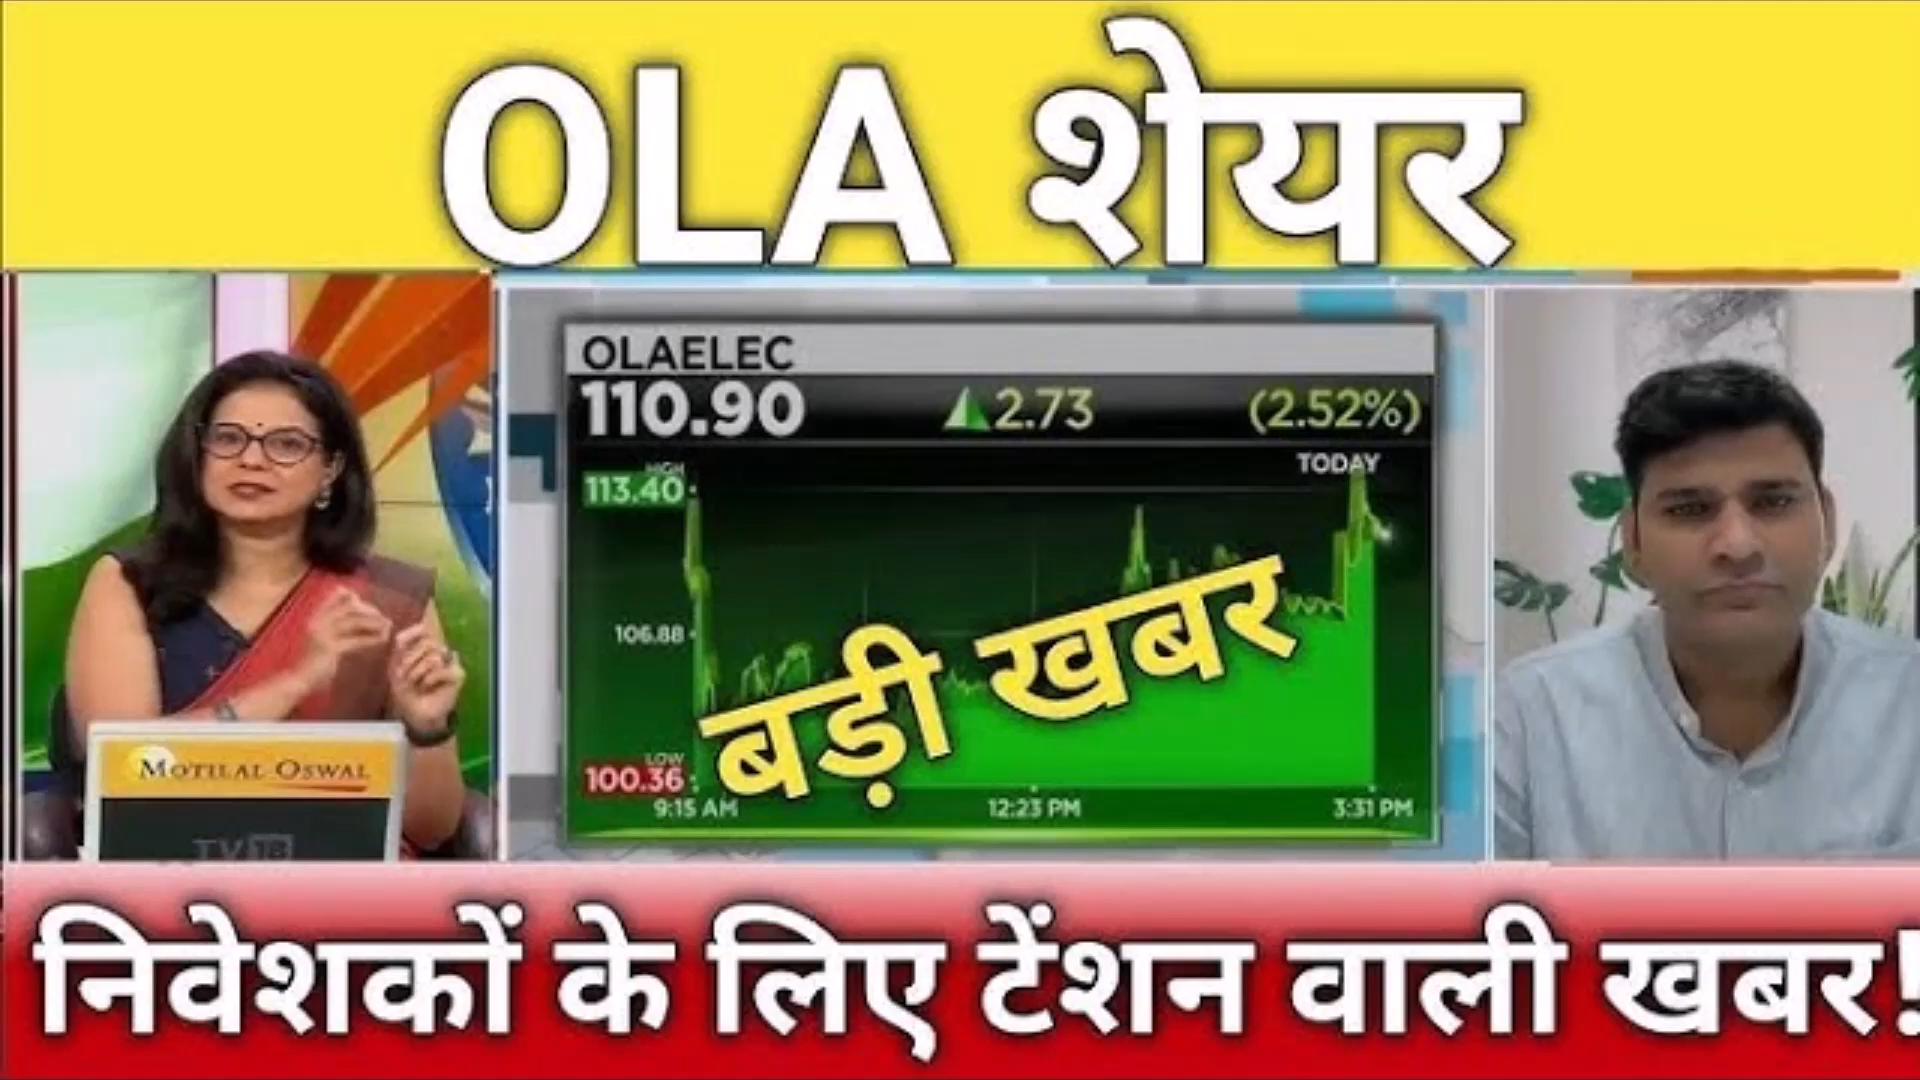 OLA शेयर
OLAELEC
110.90 ▲2.73 (2.52%)
TODAY
HIGH
113.40
106.88
LOW
100.36
9:15 AM 12:23 PM 3:31 PM
बड़ी खबर
MOTILAL OSWAL
TV18
निवेशकों के लिए टेंशन वाली खबर!